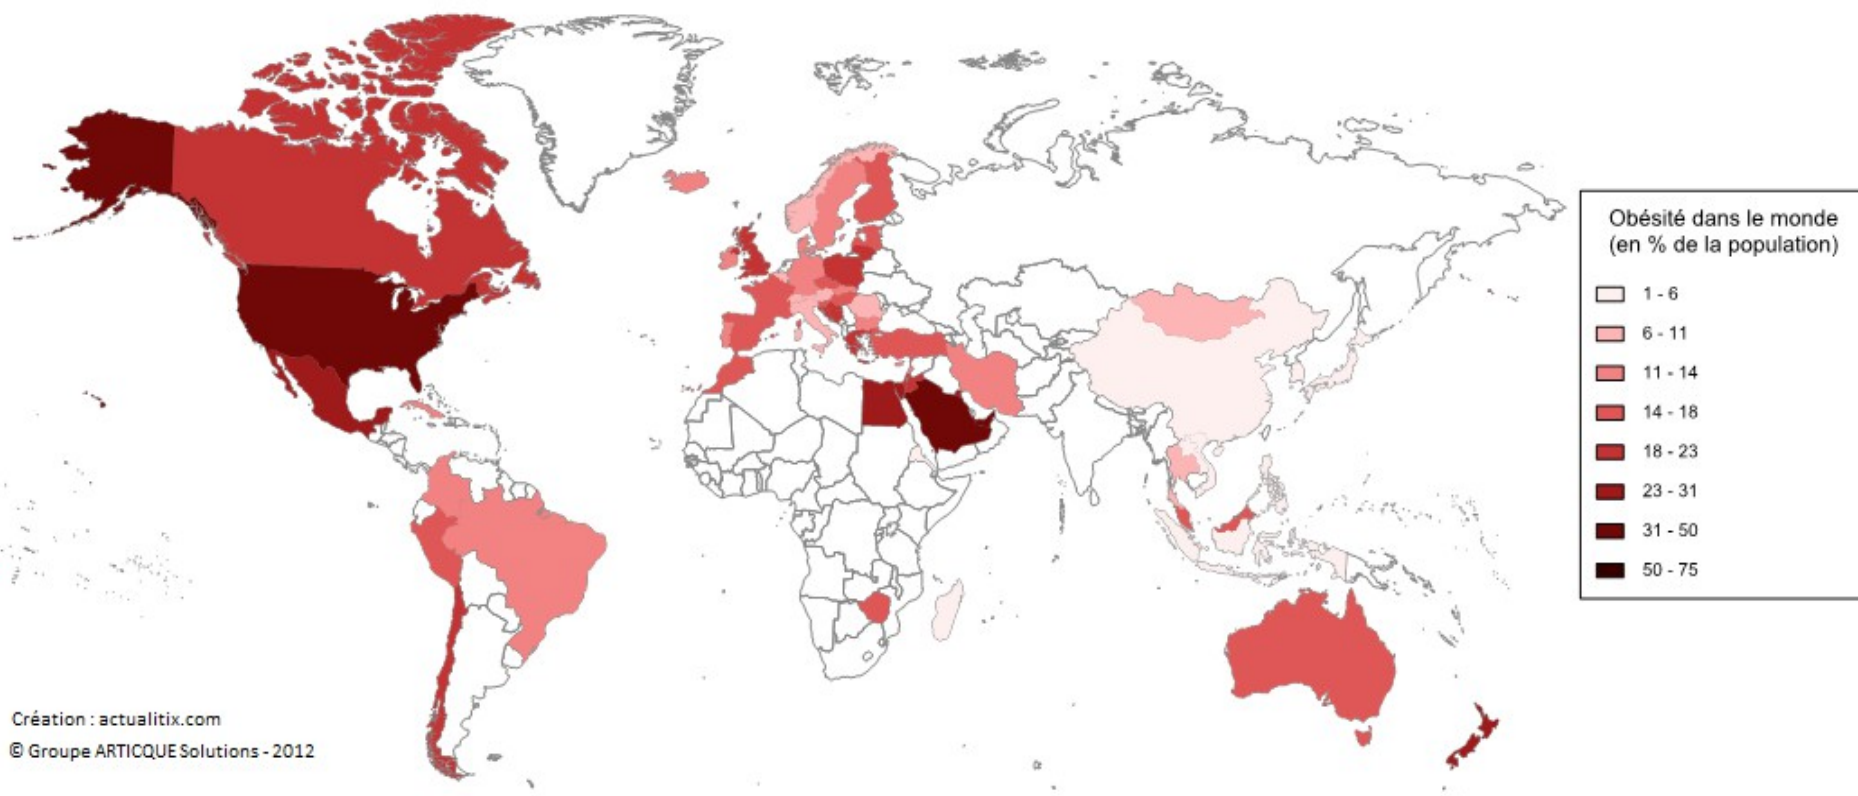 Obésité dans le monde
(en % de la population)
1 - 6
6 - 11
11 - 14
14 - 18
18 - 23
23 - 31
31 - 50
50 - 75
Création : actualitix.com
© Groupe ARTICQUE Solutions - 2012